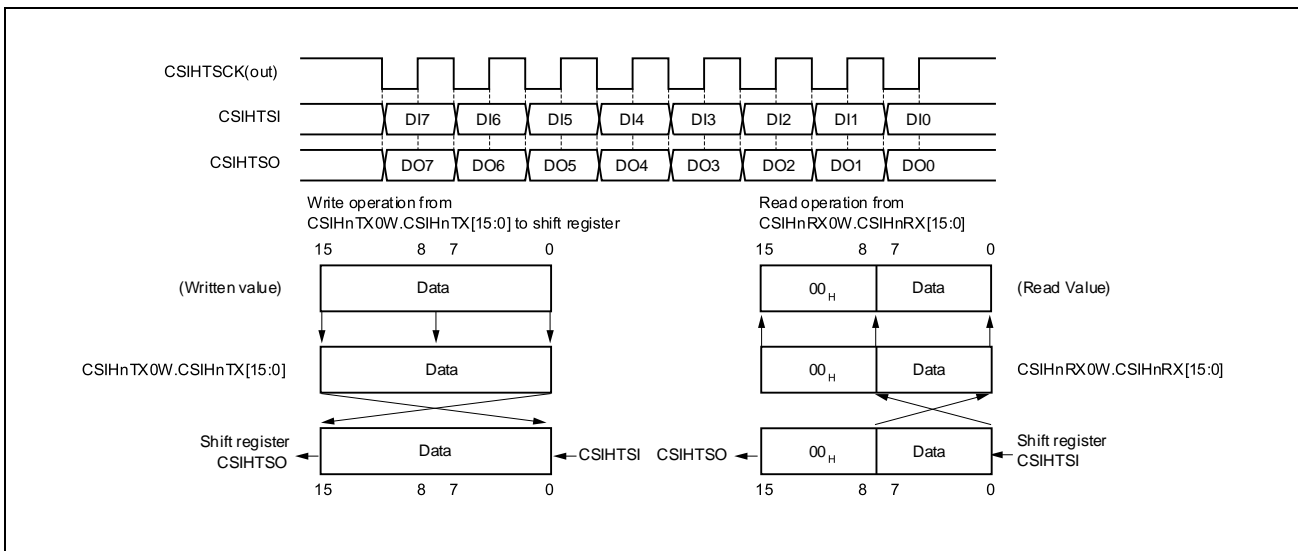 CSIHTSCK(out)
CSIHTSI DI7 DI6 DI5 DI4 DI3 DI2 DI1 DI0
CSIHTSO DO7 DO6 DO5 DO4 DO3 DO2 DO1 DO0
Write operation from
CSIHnTX0W.CSIHnTX[15:0] to shift register
15 8 7 0
(Written value) Data
CSIHnTX0W.CSIHnTX[15:0] Data
Shift register
CSIHTSO
Data
CSIHTSI
15 8 7 0
Read operation from
CSIHnRX0W.CSIHnRX[15:0]
15 8 7 0
00H Data (Read Value)
00H Data CSIHnRX0W.CSIHnRX[15:0]
CSIHTSO 00H Data
Shift register
CSIHTSI
15 8 7 0